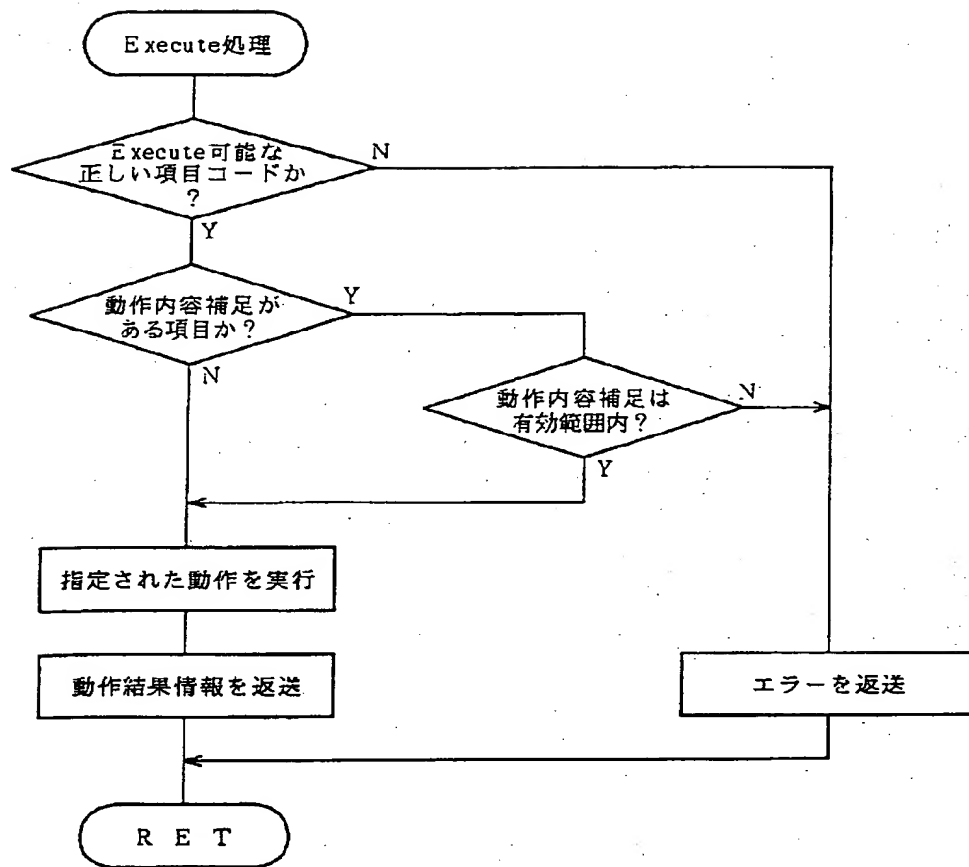 Execute処理
Execute可能な
正しい項目コードか
?
N
Y
動作内容補足が
ある項目か?
Y
N
動作内容補足は
有効範囲内?
N
Y
指定された動作を実行
動作結果情報を返送
エラーを返送
R E T